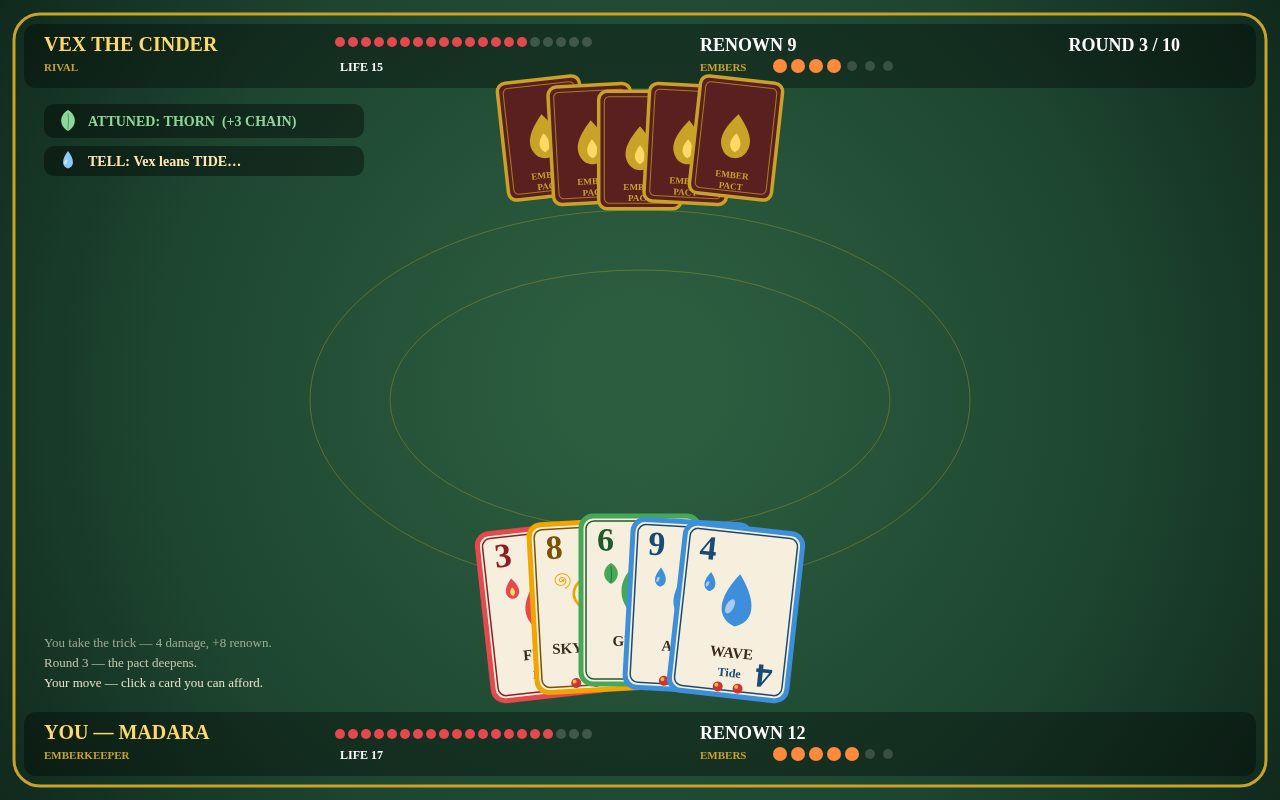 VEX THE CINDER
RIVAL
LIFE 15
RENOWN 9
EMBERS
ROUND 3 / 10
ATTUNED: THORN (+3 CHAIN)
TELL: Vex leans TIDE…
EMBER
PACT
3
8
SKY
6
9
4
WAVE
Tide
4
You take the trick — 4 damage, +8 renown.
Round 3 — the pact deepens.
Your move — click a card you can afford.
YOU — MADARA
EMBERKEEPER
LIFE 17
RENOWN 12
EMBERS